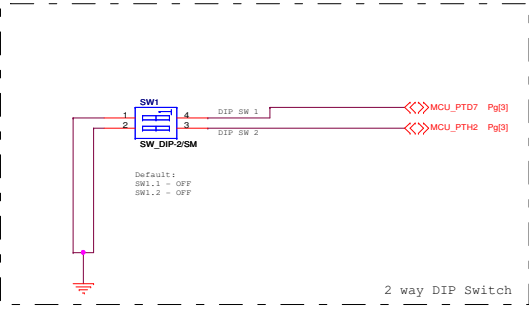 SW1
1 4 DIP SW 1 MCU_PTD7 Pg[3]
2 3 DIP SW 2 MCU_PTH2 Pg[3]
SW_DIP-2/SM
Default:
SW1.1 - OFF
SW1.2 - OFF
2 way DIP Switch